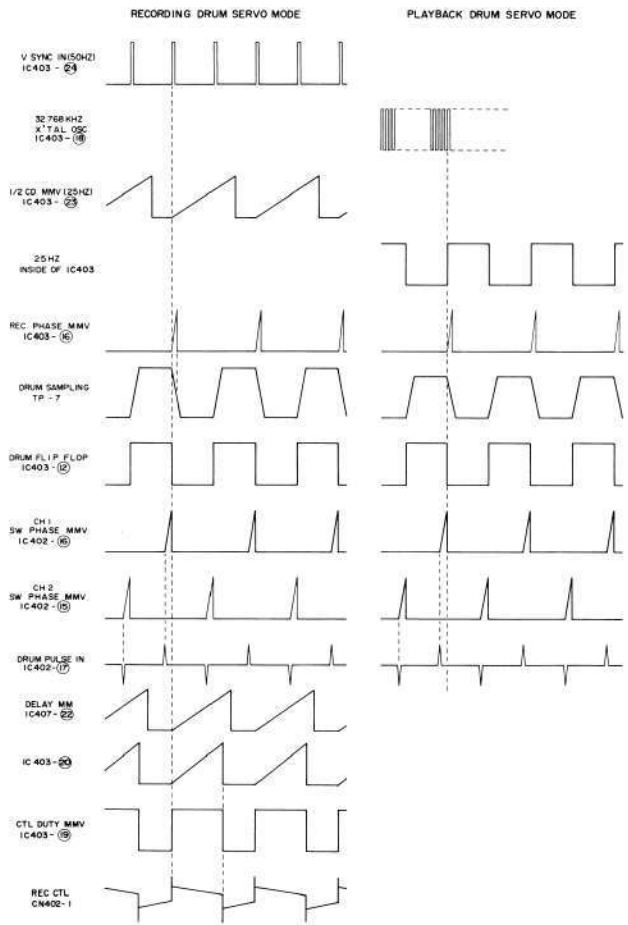 RECORDING DRUM SERVO MODE
PLAYBACK DRUM SERVO MODE
V SYNC IN (50HZ)
IC403 - 24
32.768 KHZ
X'TAL OSC
IC403 - 18
1/2 CD. MMV (25HZ)
IC403 - 23
25HZ
INSIDE OF IC403
REC. PHASE MMV
IC403 - 16
DRUM SAMPLING
TP - 7
DRUM FLIP FLOP
IC403 - 12
CH 1
SW PHASE MMV
IC402 - 16
CH 2
SW PHASE MMV
IC402 - 15
DRUM PULSE IN
IC402 - 17
DELAY MM
IC407 - 22
IC 403 - 20
CTL DUTY MMV
IC403 - 19
REC CTL
CN402-1